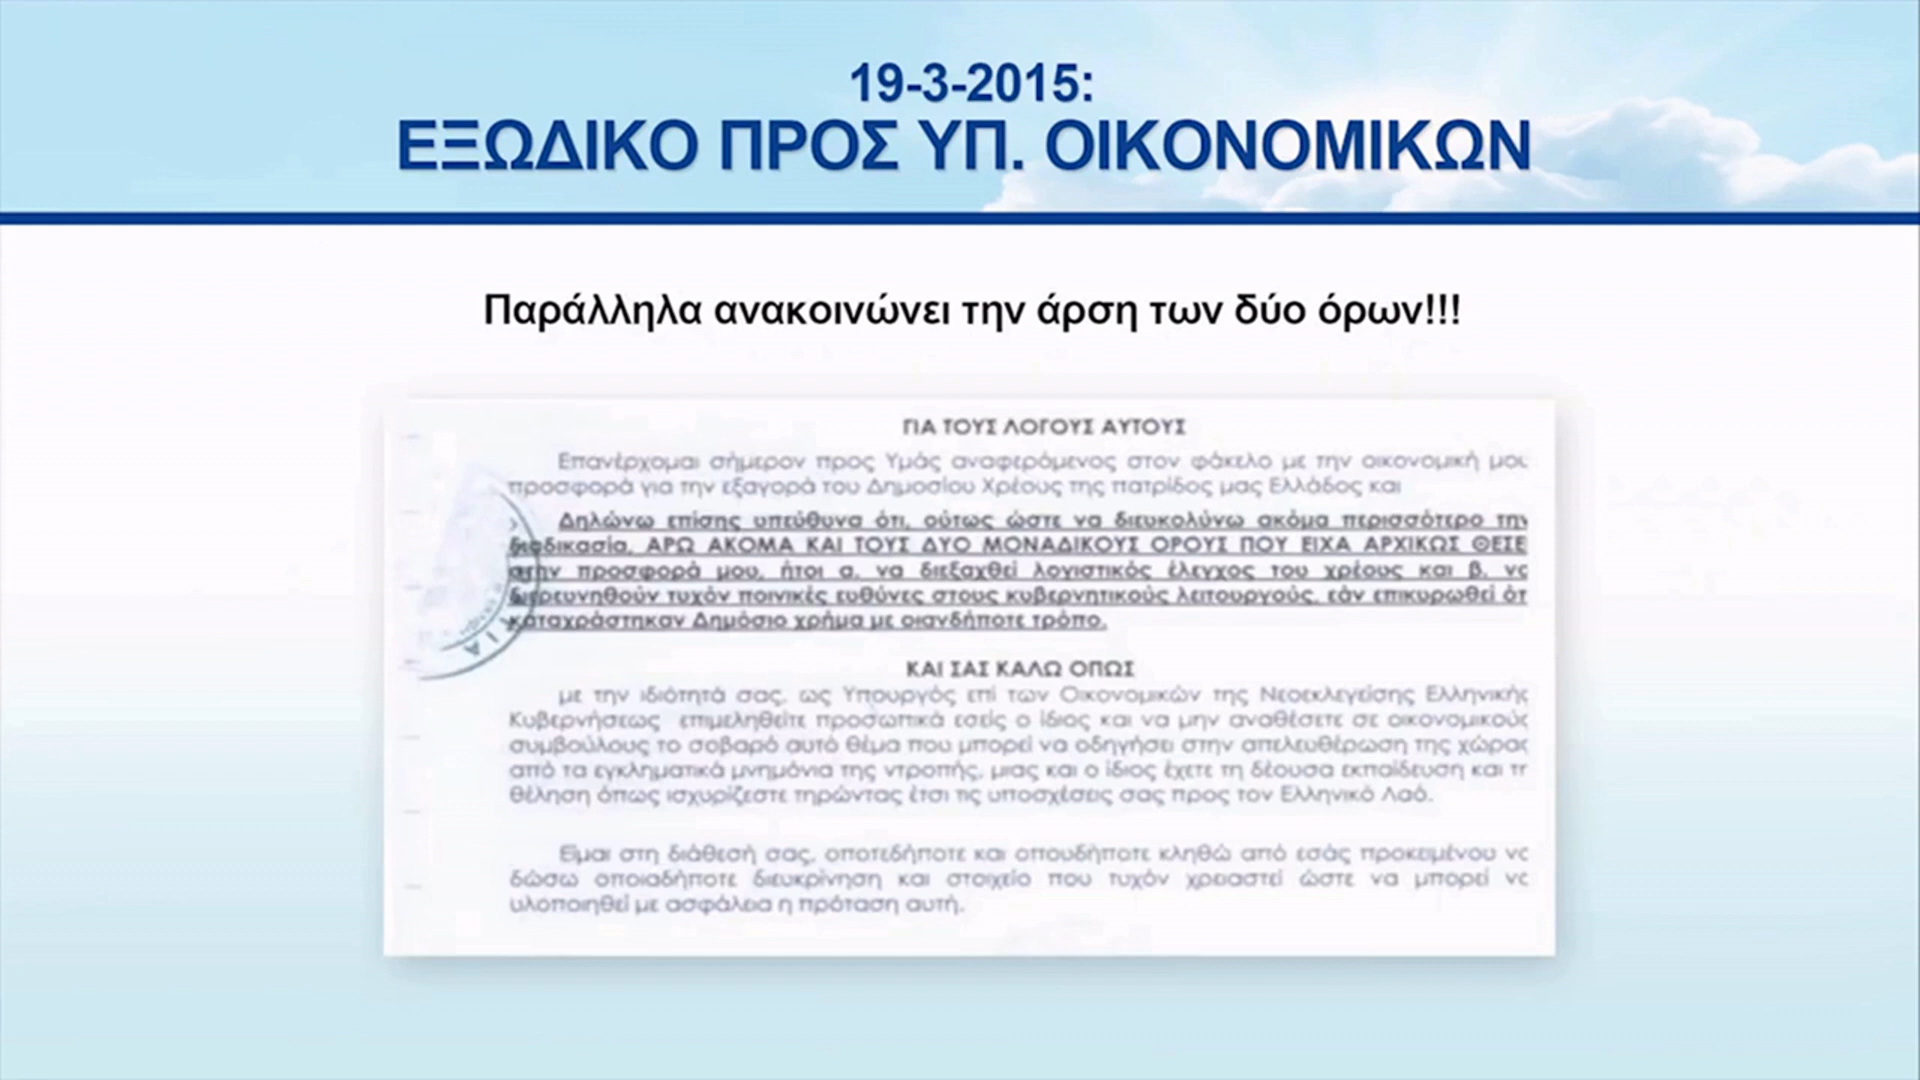 19-3-2015:
ΕΞΩΔΙΚΟ ΠΡΟΣ ΥΠ. ΟΙΚΟΝΟΜΙΚΩΝ
Παράλληλα ανακοινώνει την άρση των δύο όρων!!!
ΓΙΑ ΤΟΥΣ ΛΟΓΟΥΣ ΑΥΤΟΥΣ
Επανέρχομαι σήμερον προς Υμάς αναφερόμενος στον φάκελο με την οικονομική μου
προσφορά για την εξαγορά του Δημοσίου Χρέους της πατρίδος μας Ελλάδος και
Δηλώνω επίσης υπεύθυνα ότι, ούτως ώστε να διευκολύνω ακόμα περισσότερο την
διαδικασία, ΑΡΩ ΑΚΟΜΑ ΚΑΙ ΤΟΥΣ ΔΥΟ ΜΟΝΑΔΙΚΟΥΣ ΟΡΟΥΣ ΠΟΥ ΕΙΧΑ ΑΡΧΙΚΩΣ ΘΕΣΕ
στην προσφορά μου, ήτοι α. να διεξαχθεί λογιστικός έλεγχος του χρέους και β. να
διερευνηθούν τυχόν ποινικές ευθύνες στους κυβερνητικούς λειτουργούς, εάν επικυρωθεί ότ
καταχράστηκαν Δημόσιο χρήμα με οιανδήποτε τρόπο.
ΚΑΙ ΣΑΣ ΚΑΛΩ ΟΠΩΣ
με την ιδιότητά σας, ως Υπουργός επί των Οικονομικών της Νεοεκλεγείσης Ελληνικής
Κυβερνήσεως επιμεληθείτε προσωπικά εσείς ο ίδιος και να μην αναθέσετε σε οικονομικούς
συμβούλους το σοβαρό αυτό θέμα που μπορεί να οδηγήσει στην απελευθέρωση της χώρας
από τα εγκληματικά μνημόνια της ντροπής, μιας και ο ίδιος έχετε τη δέουσα εκπαίδευση και τη
θέληση όπως ισχυρίζεστε τηρώντας έτσι τις υποσχέσεις σας προς τον Ελληνικό Λαό.
Είμαι στη διάθεσή σας, οποτεδήποτε και οπουδήποτε κληθώ από εσάς προκειμένου να
δώσω οποιαδήποτε διευκρίνηση και στοιχείο που τυχόν χρειαστεί ώστε να μπορεί να
υλοποιηθεί με ασφάλεια η πρόταση αυτή.